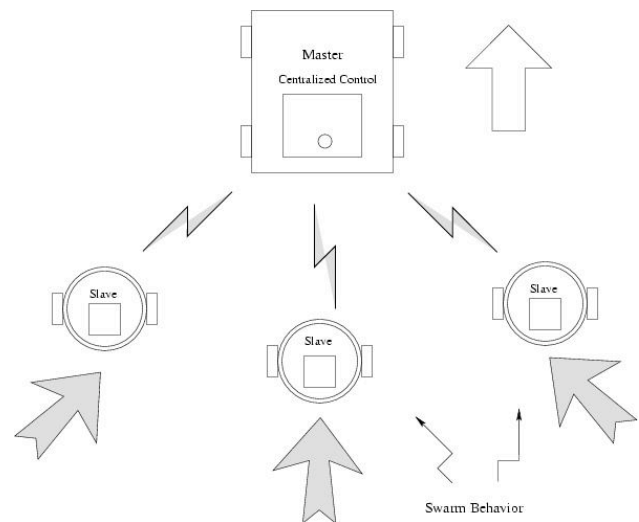 Master
Centralized Control
Slave
Slave
Slave
Swarm Behavior